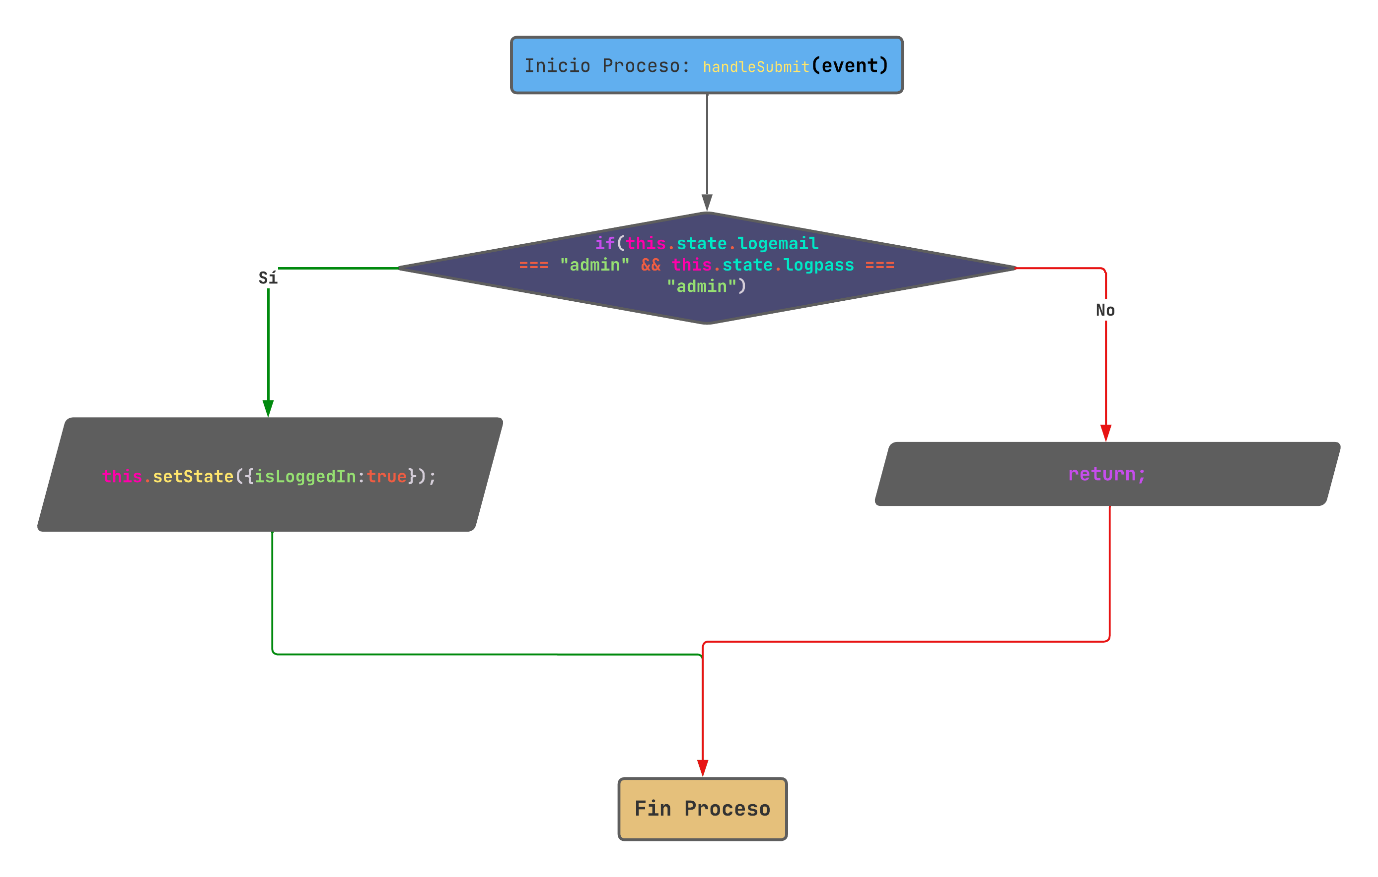 Inicio Proceso: handleSubmit(event)
if(this.state.logemail
=== "admin" && this.state.logpass ===
"admin")
Sí
No
this.setState({isLoggedIn:true});
return;
Fin Proceso